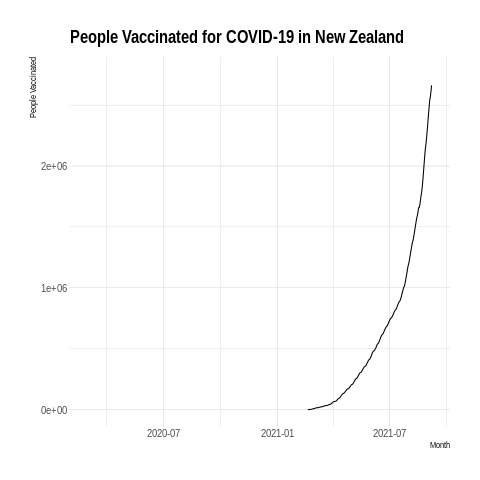 People Vaccinated for COVID-19 in New Zealand
People Vaccinated
2e+06
1e+06
0e+00
2020-07
2021-01
2021-07
Month